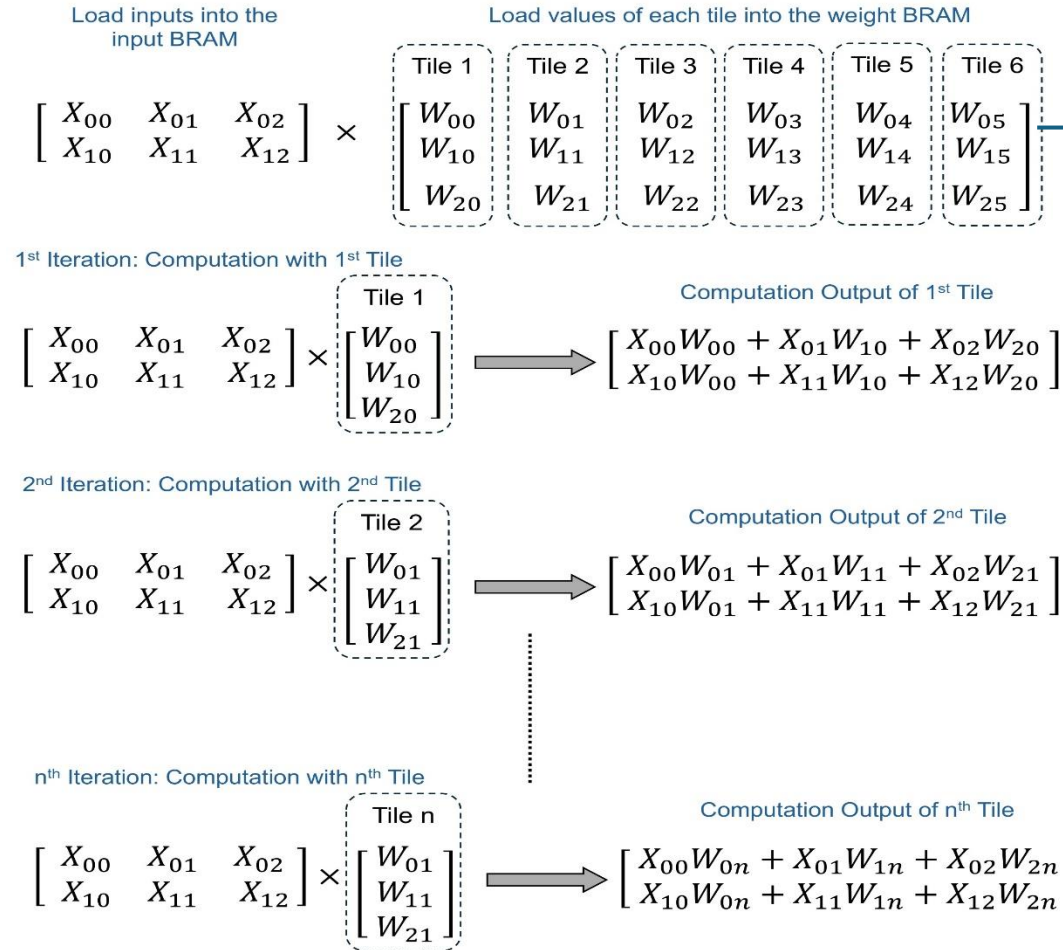 Load inputs into the
input BRAM
Load values of each tile into the weight BRAM
Tile 1 Tile 2 Tile 3 Tile 4 Tile 5 Tile 6
[ X₀₀ X₀₁ X₀₂ ] × [ W₀₀ W₀₁ W₀₂ W₀₃ W₀₄ W₀₅ ]
[ X₁₀ X₁₁ X₁₂ ] [ W₁₀ W₁₁ W₁₂ W₁₃ W₁₄ W₁₅ ]
[ W₂₀ W₂₁ W₂₂ W₂₃ W₂₄ W₂₅ ]
1st Iteration: Computation with 1st Tile
Tile 1
Computation Output of 1st Tile
[ X₀₀ X₀₁ X₀₂ ] × [ W₀₀ ] [ X₀₀W₀₀ + X₀₁W₁₀ + X₀₂W₂₀ ]
[ X₁₀ X₁₁ X₁₂ ] [ W₁₀ ] [ X₁₀W₀₀ + X₁₁W₁₀ + X₁₂W₂₀ ]
[ W₂₀ ]
2nd Iteration: Computation with 2nd Tile
Tile 2
Computation Output of 2nd Tile
[ X₀₀ X₀₁ X₀₂ ] × [ W₀₁ ] [ X₀₀W₀₁ + X₀₁W₁₁ + X₀₂W₂₁ ]
[ X₁₀ X₁₁ X₁₂ ] [ W₁₁ ] [ X₁₀W₀₁ + X₁₁W₁₁ + X₁₂W₂₁ ]
[ W₂₁ ]
nth Iteration: Computation with nth Tile
Tile n
Computation Output of nth Tile
[ X₀₀ X₀₁ X₀₂ ] × [ W₀₁ ] [ X₀₀W₀ₙ + X₀₁W₁ₙ + X₀₂W₂ₙ ]
[ X₁₀ X₁₁ X₁₂ ] [ W₁₁ ] [ X₁₀W₀ₙ + X₁₁W₁ₙ + X₁₂W₂ₙ ]
[ W₂₁ ]